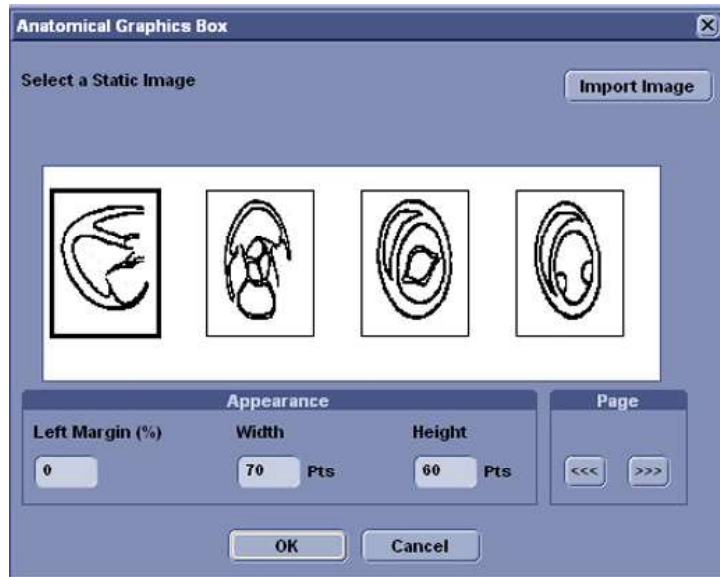 Anatomical Graphics Box
Select a Static Image
Import Image
Appearance
Page
Left Margin (%)
Width
Height
0
70 Pts
60 Pts
<<<
>>>
OK
Cancel